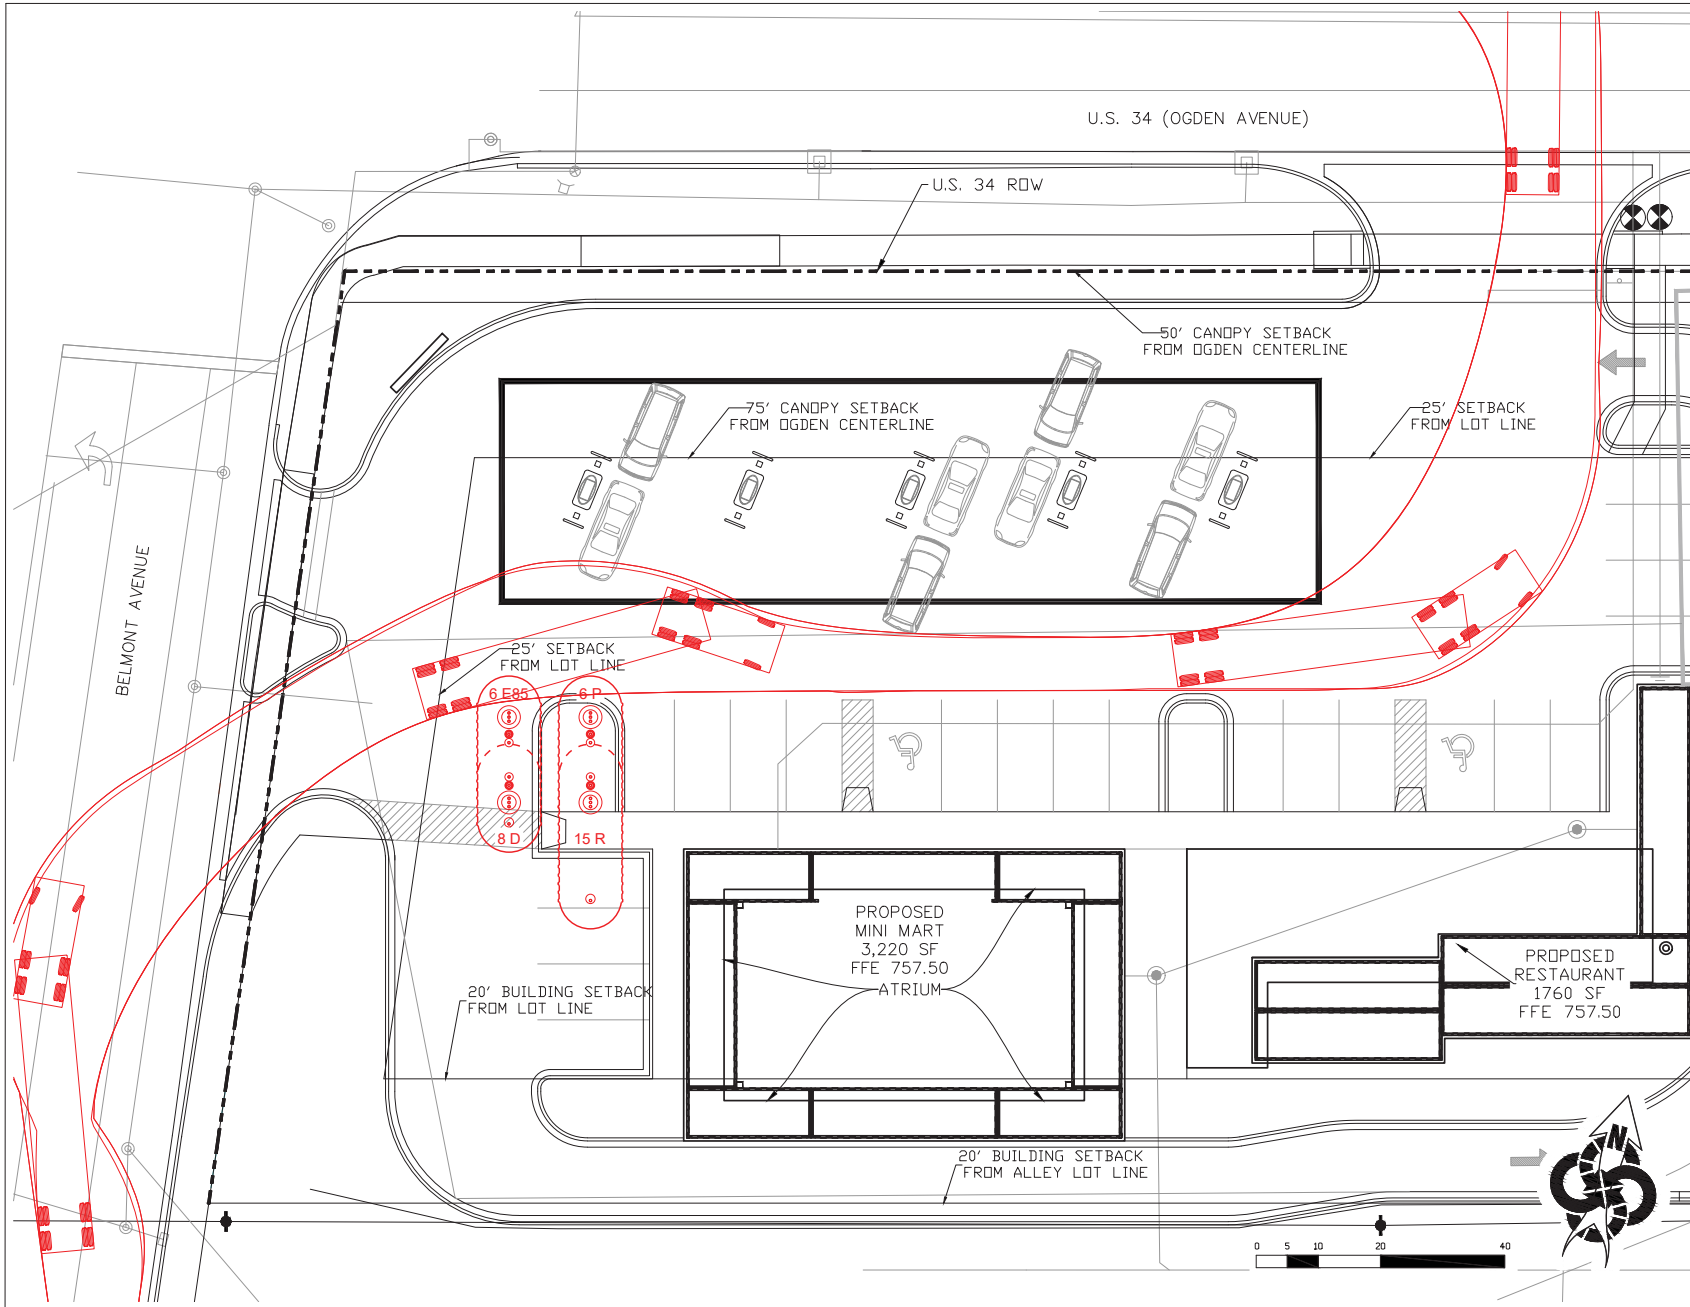 U.S. 34 (OGDEN AVENUE)
U.S. 34 ROW
50' CANOPY SETBACK
FROM OGDEN CENTERLINE
75' CANOPY SETBACK
FROM OGDEN CENTERLINE
25' SETBACK
FROM LOT LINE
BELMONT AVENUE
25' SETBACK
FROM LOT LINE
6 E85
6 P
8 D
15 R
PROPOSED
MINI MART
3,220 SF
FFE 757.50
ATRIUM
PROPOSED
RESTAURANT
1760 SF
FFE 757.50
20' BUILDING SETBACK
FROM LOT LINE
20' BUILDING SETBACK
FROM ALLEY LOT LINE
N
0 5 10 20 40